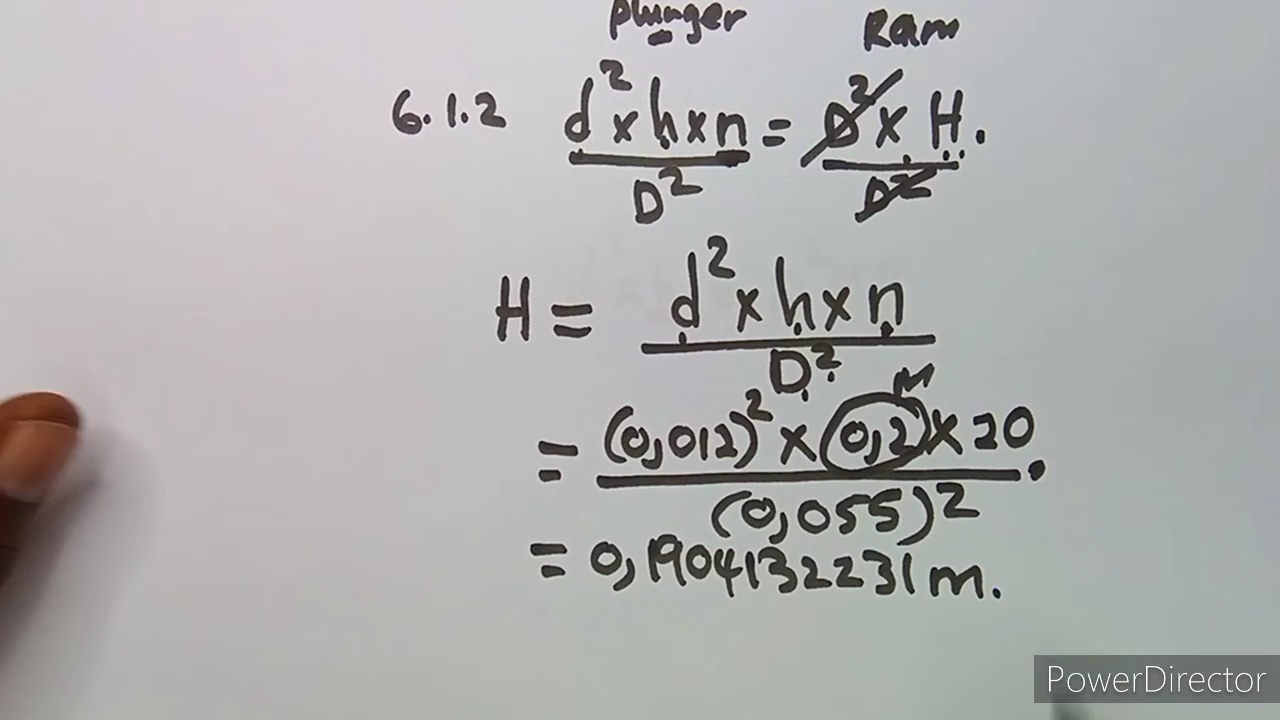 plunger Ram
6.1.2 d² x h x n = D² x H.
D² D²
H = d² x h x n
D²
M
= (0,012)² x 0,2 x 20
(0,055)²
= 0,1904132231 m.
PowerDirector